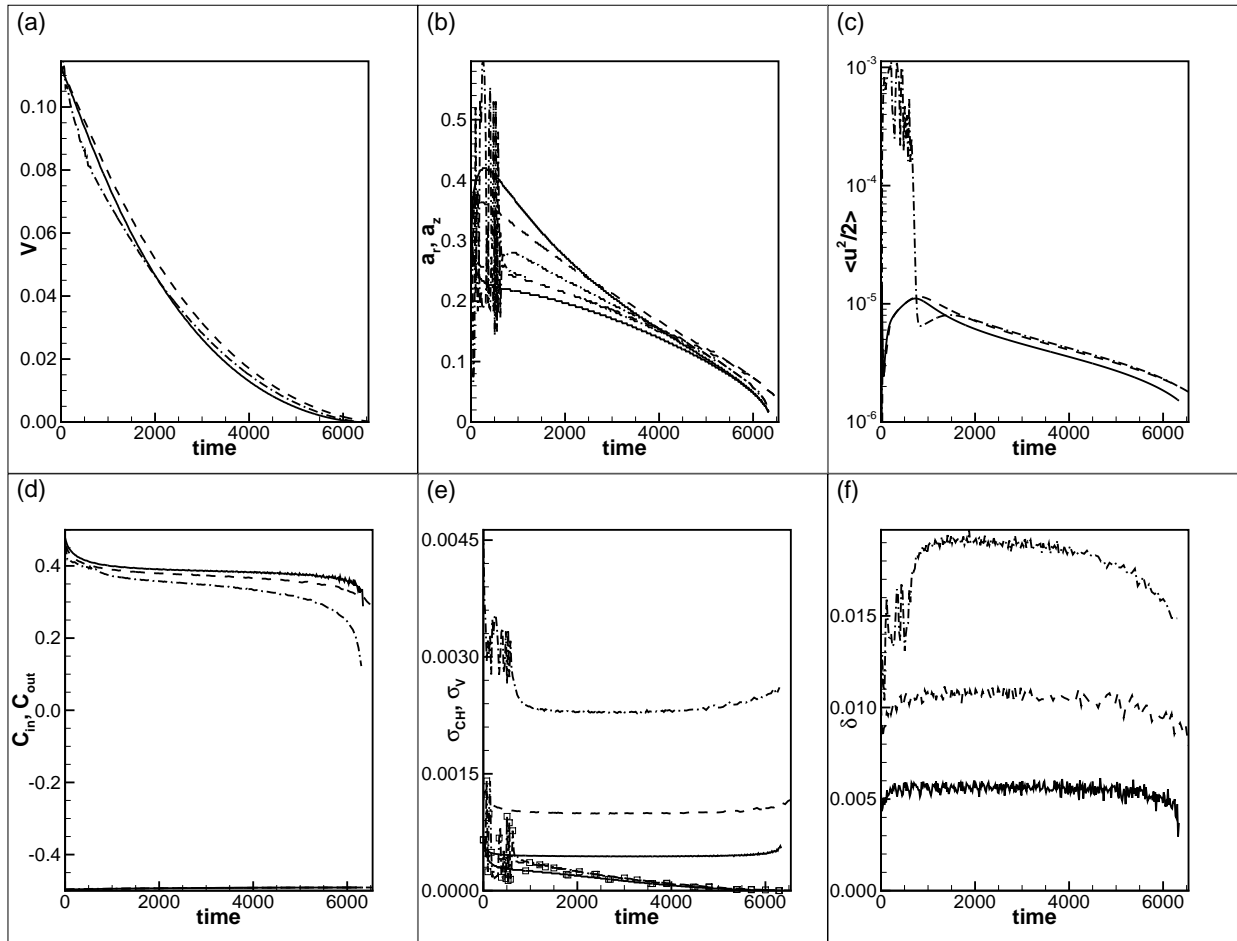 (a)
V
0.10
0.08
0.06
0.04
0.02
0.00
0
2000
4000
6000
time
(b)
a_r, a_z
0.5
0.4
0.3
0.2
0.1
0
0
2000
4000
6000
time
(c)
<u²/2>
10⁻³
10⁻⁴
10⁻⁵
10⁻⁶
0
2000
4000
6000
time
(d)
C_in, C_out
0.4
0.2
0.0
-0.2
-0.4
0
2000
4000
6000
time
(e)
σ_CH, σ_V
0.0045
0.0030
0.0015
0.0000
0
2000
4000
6000
time
(f)
δ
0.015
0.010
0.005
0.000
0
2000
4000
6000
time